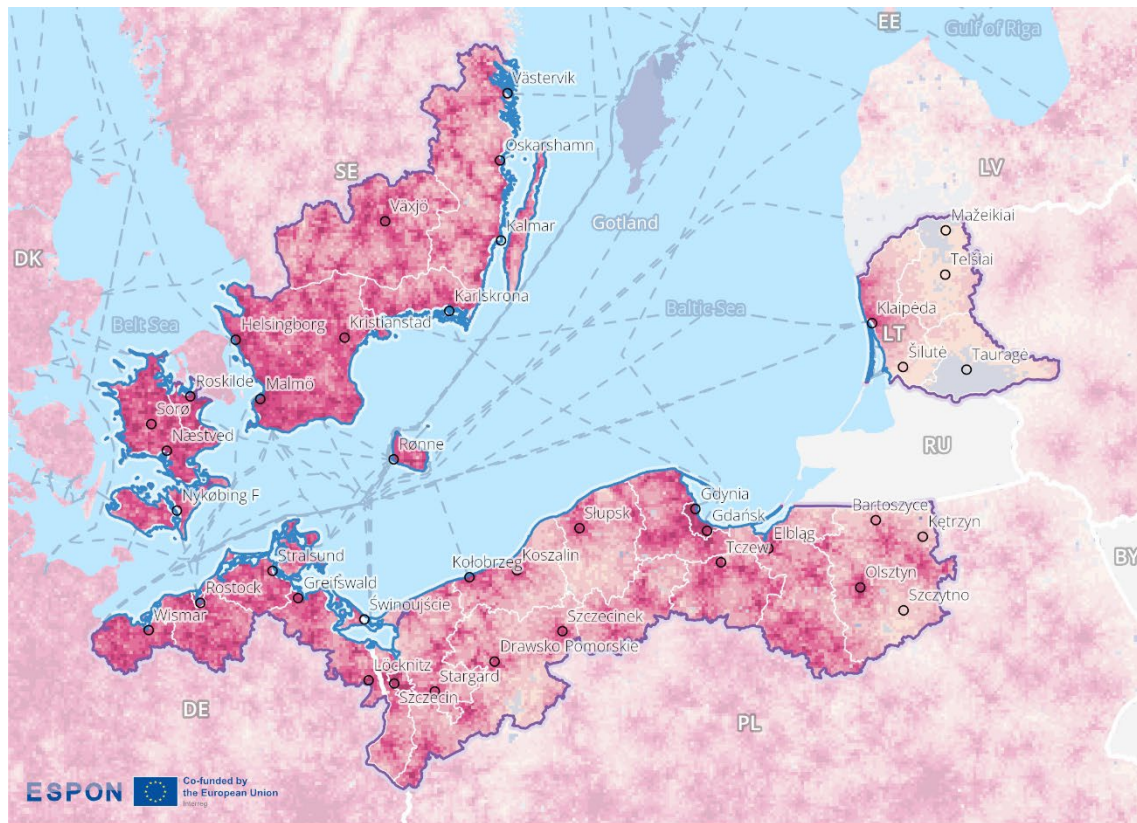 EE
Gulf of Riga
Västervik
Oskarshamn
SE
LV
Växjö
Gotland
Mažeikiai
Kalmar
DK
Telšiai
Karlskrona
Baltic Sea
Klaipėda
Belt Sea
Helsingborg
Kristianstad
LT
Šilutė
Tauragė
Roskilde
Malmö
Sorø
Næstved
Rønne
RU
Nykøbing F
Gdynia
Bartoszyce
Słupsk
Gdańsk
Kętrzyn
Elbląg
Stralsund
Kołobrzeg
Koszalin
Tczew
BY
Rostock
Greifswald
Olsztyn
Świnoujście
Szczytno
Wismar
Szczecinek
Drawsko Pomorskie
Löcknitz
Stargard
Szczecin
DE
PL
ESPON
Co-funded by
the European Union
Interreg